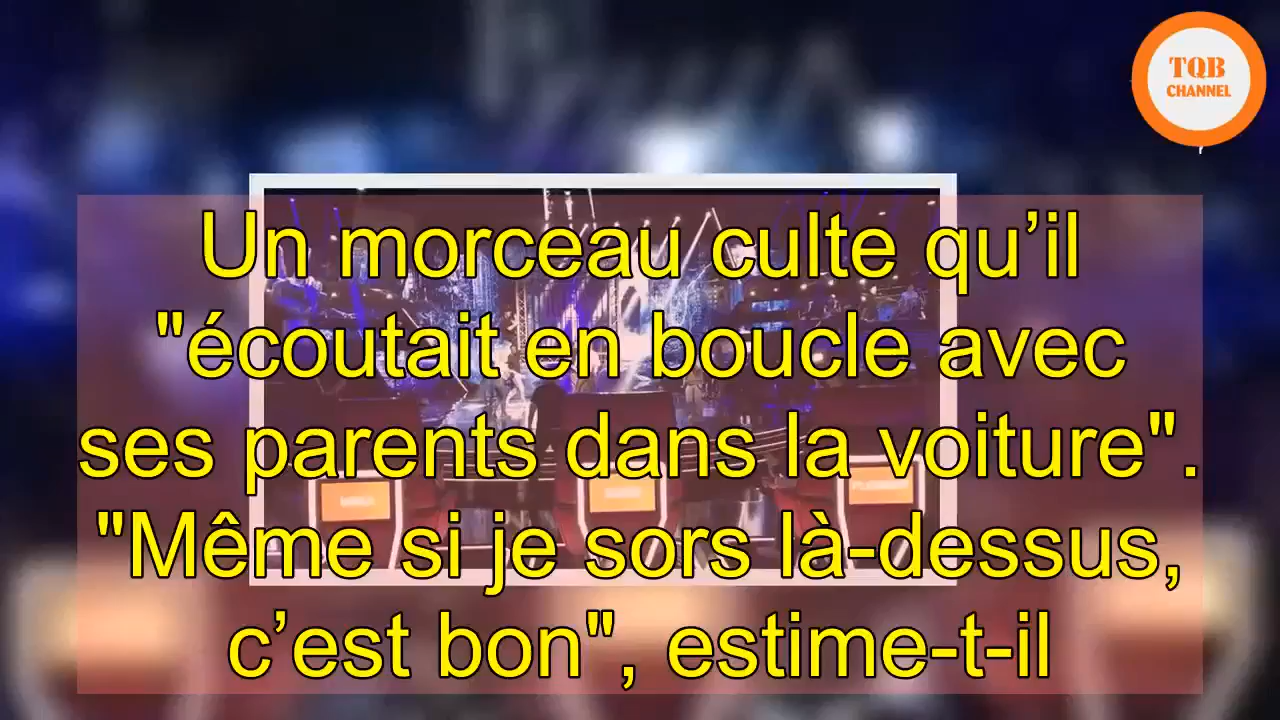 TQB
CHANNEL
Un morceau culte qu’il
"écoutait en boucle avec
ses parents dans la voiture".
"Même si je sors là-dessus,
c’est bon", estime-t-il